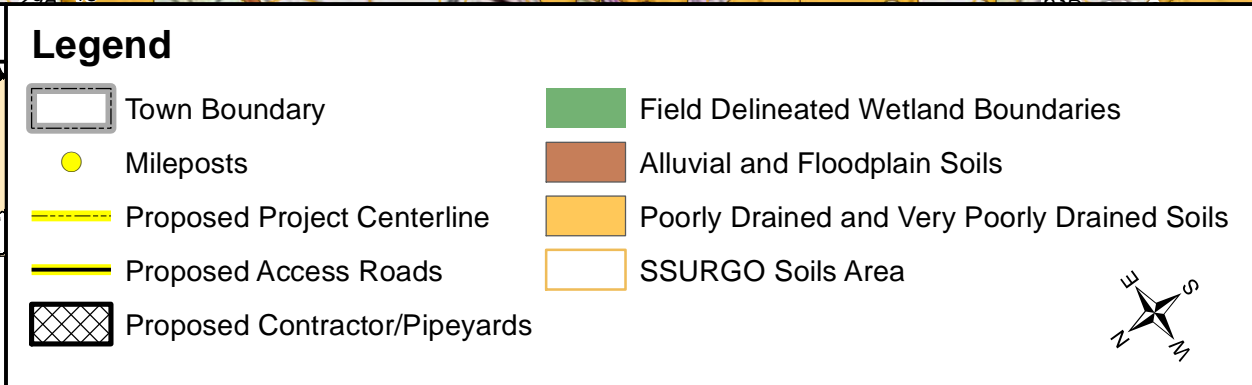 Legend
Town Boundary
Mileposts
Proposed Project Centerline
Proposed Access Roads
Proposed Contractor/Pipeyards
Field Delineated Wetland Boundaries
Alluvial and Floodplain Soils
Poorly Drained and Very Poorly Drained Soils
SSURGO Soils Area
E
S
N
W